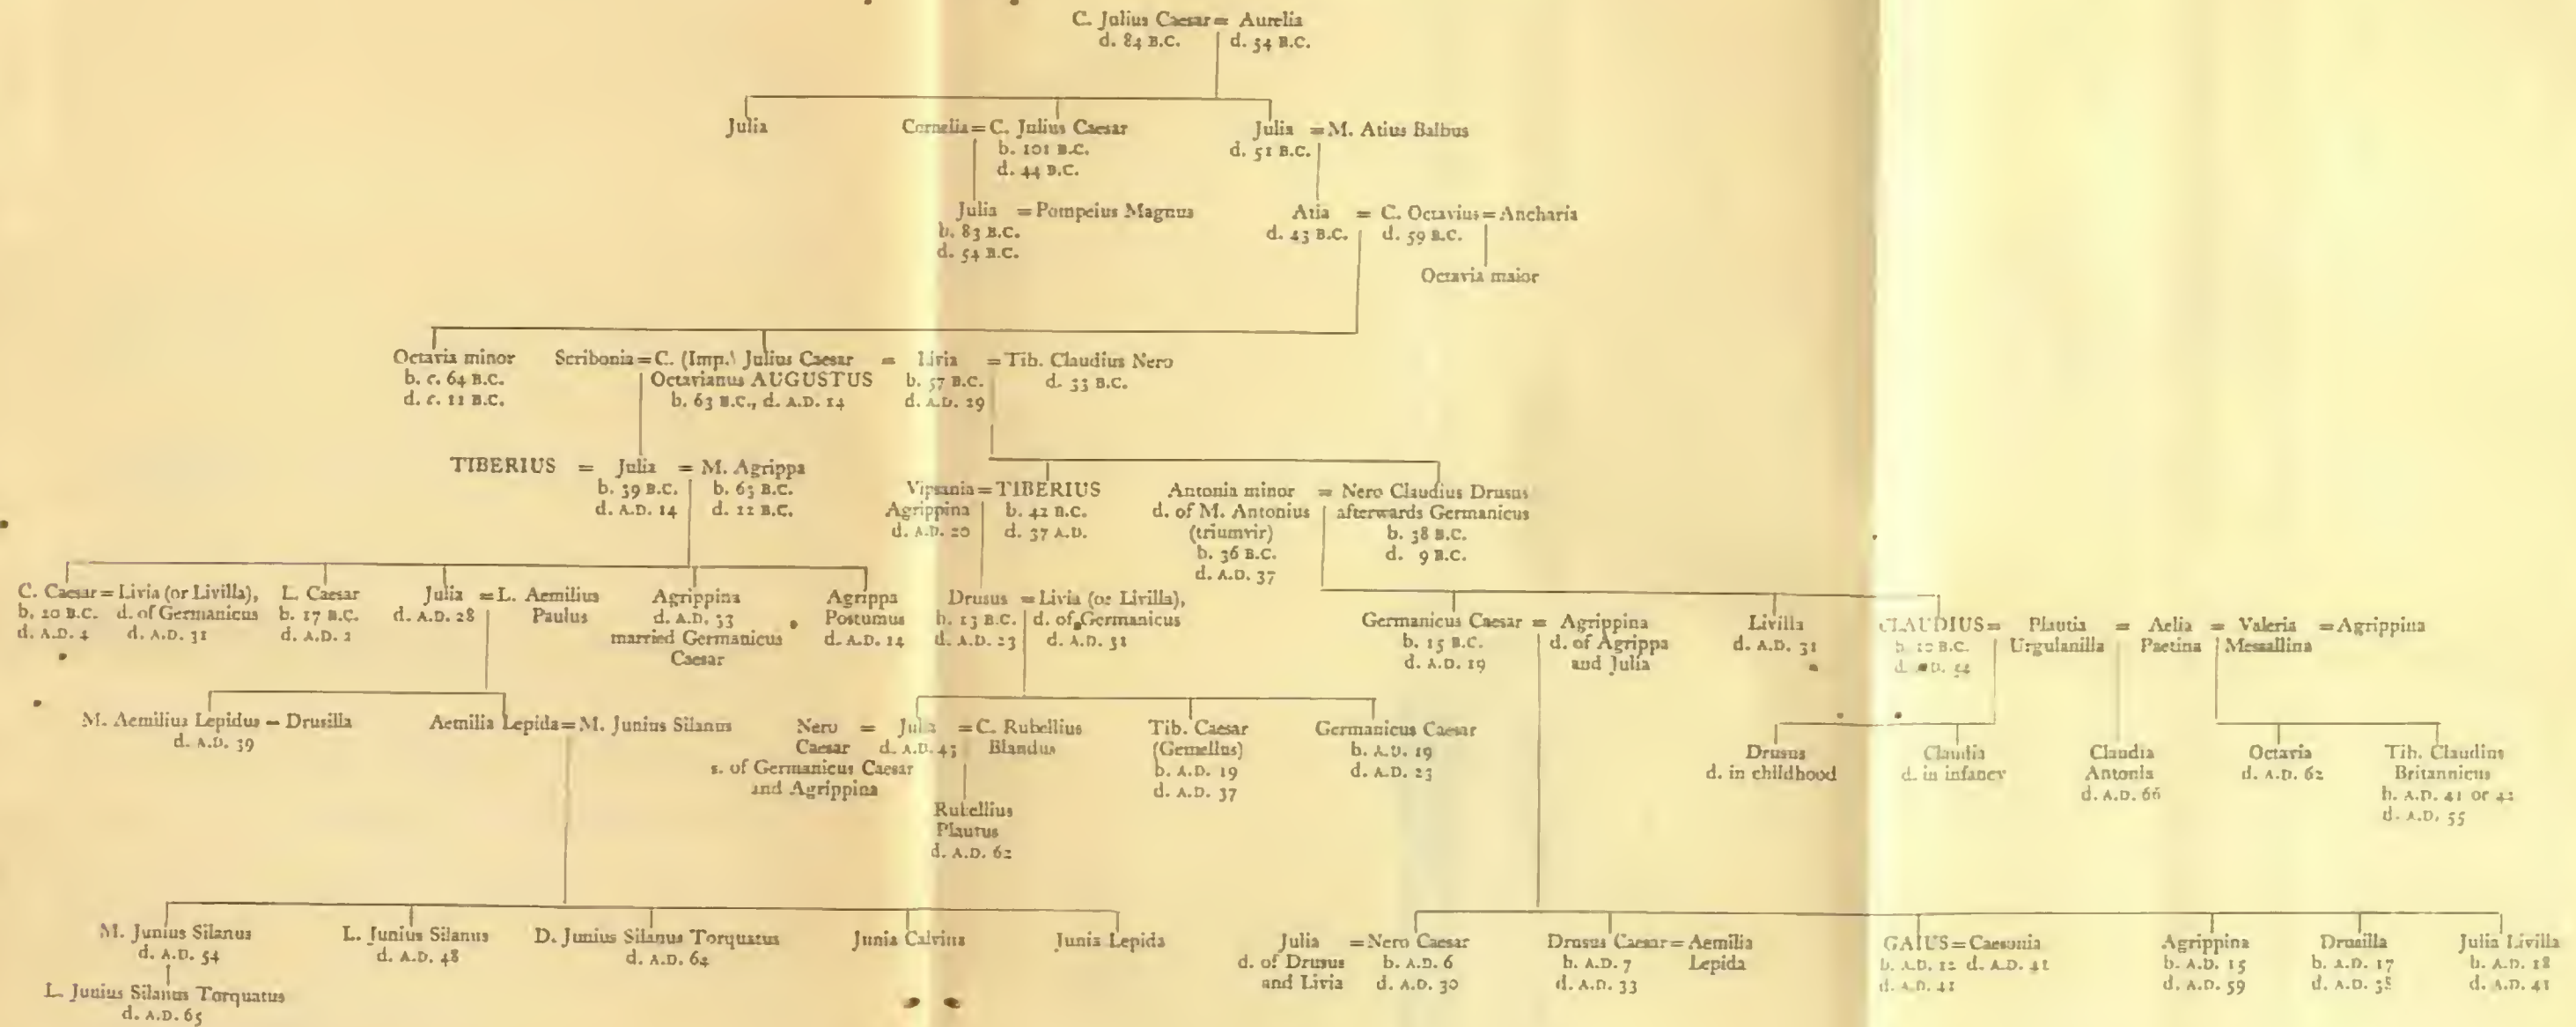 C. Julius Caesar = Aurelia
d. 84 B.C. d. 54 B.C.
Julia Cornelia = C. Julius Caesar Julia = M. Atius Balbus
b. 101 B.C. d. 51 B.C.
d. 44 B.C.
Julia = Pompeius Magnus Atia = C. Octavius = Ancharia
b. 83 B.C. d. 43 B.C. d. 59 B.C.
d. 54 B.C.
Octavia maior
Octavia minor Scribonia = C. (Imp.) Julius Caesar = Livia = Tib. Claudius Nero
b. c. 64 B.C. Octavianus AUGUSTUS b. 57 B.C. d. 33 B.C.
d. c. 11 B.C. b. 63 B.C., d. A.D. 14 d. A.D. 29
TIBERIUS = Julia = M. Agrippa
b. 39 B.C. b. 63 B.C.
d. A.D. 14 d. 12 B.C.
Vipsania = TIBERIUS Antonia minor = Nero Claudius Drusus
Agrippina b. 42 B.C. d. of M. Antonius afterwards Germanicus
d. A.D. 20 d. 37 A.D. (triumvir) b. 38 B.C.
b. 36 B.C. d. 9 B.C.
d. A.D. 37
C. Caesar = Livia (or Livilla), L. Caesar Julia = L. Aemilius Agrippina Agrippa Drusus = Livia (or Livilla),
b. 20 B.C. d. of Germanicus b. 17 B.C. d. A.D. 28 Paulus d. A.D. 33 Postumus b. 13 B.C. d. of Germanicus
d. A.D. 4 d. A.D. 31 d. A.D. 2 married Germanicus d. A.D. 14 d. A.D. 23 d. A.D. 31
Caesar
Germanicus Caesar = Agrippina Livilla CLAUDIUS = Plautia = Aelia = Valeria = Agrippina
b. 15 B.C. d. of Agrippa d. A.D. 31 b. 10 B.C. Urgulanilla Paetina Messallina
d. A.D. 19 and Julia d. A.D. 54
M. Aemilius Lepidus = Drusilla Aemilia Lepida = M. Junius Silanus
d. A.D. 39
Nero = Julia = C. Rubellius Tib. Caesar Germanicus Caesar
Caesar d. A.D. 43 Blandus (Gemellus) b. A.D. 19
s. of Germanicus Caesar b. A.D. 19 d. A.D. 23
and Agrippina d. A.D. 37
Rubellius
Plautus
d. A.D. 62
Drusus Claudia Claudia Octavia Tib. Claudius
d. in childhood d. in infancy Antonia d. A.D. 62 Britannicus
d. A.D. 66 b. A.D. 41 or 42
d. A.D. 55
M. Junius Silanus L. Junius Silanus D. Junius Silanus Torquatus Junia Calvina Junia Lepida
d. A.D. 54 d. A.D. 48 d. A.D. 64
L. Junius Silanus Torquatus
d. A.D. 65
Julia = Nero Caesar Drusus Caesar = Aemilia GAIUS = Caesonia Agrippina Drusilla Julia Livilla
d. of Drusus b. A.D. 6 b. A.D. 7 Lepida b. A.D. 12 d. A.D. 41 b. A.D. 15 b. A.D. 17 b. A.D. 18
and Livia d. A.D. 30 d. A.D. 33 d. A.D. 41 d. A.D. 59 d. A.D. 38 d. A.D. 41